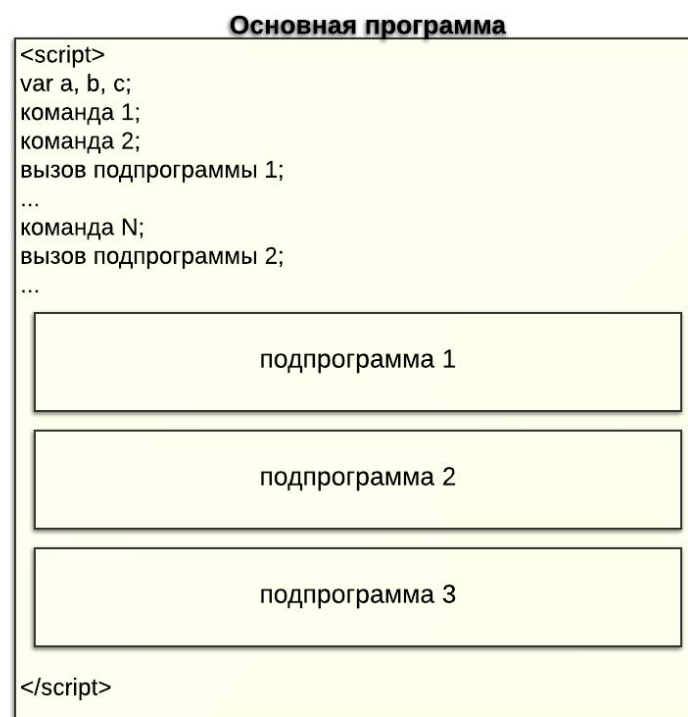 Основная программа
<script>
var a, b, c;
команда 1;
команда 2;
вызов подпрограммы 1;
...
команда N;
вызов подпрограммы 2;
...
подпрограмма 1
подпрограмма 2
подпрограмма 3
</script>